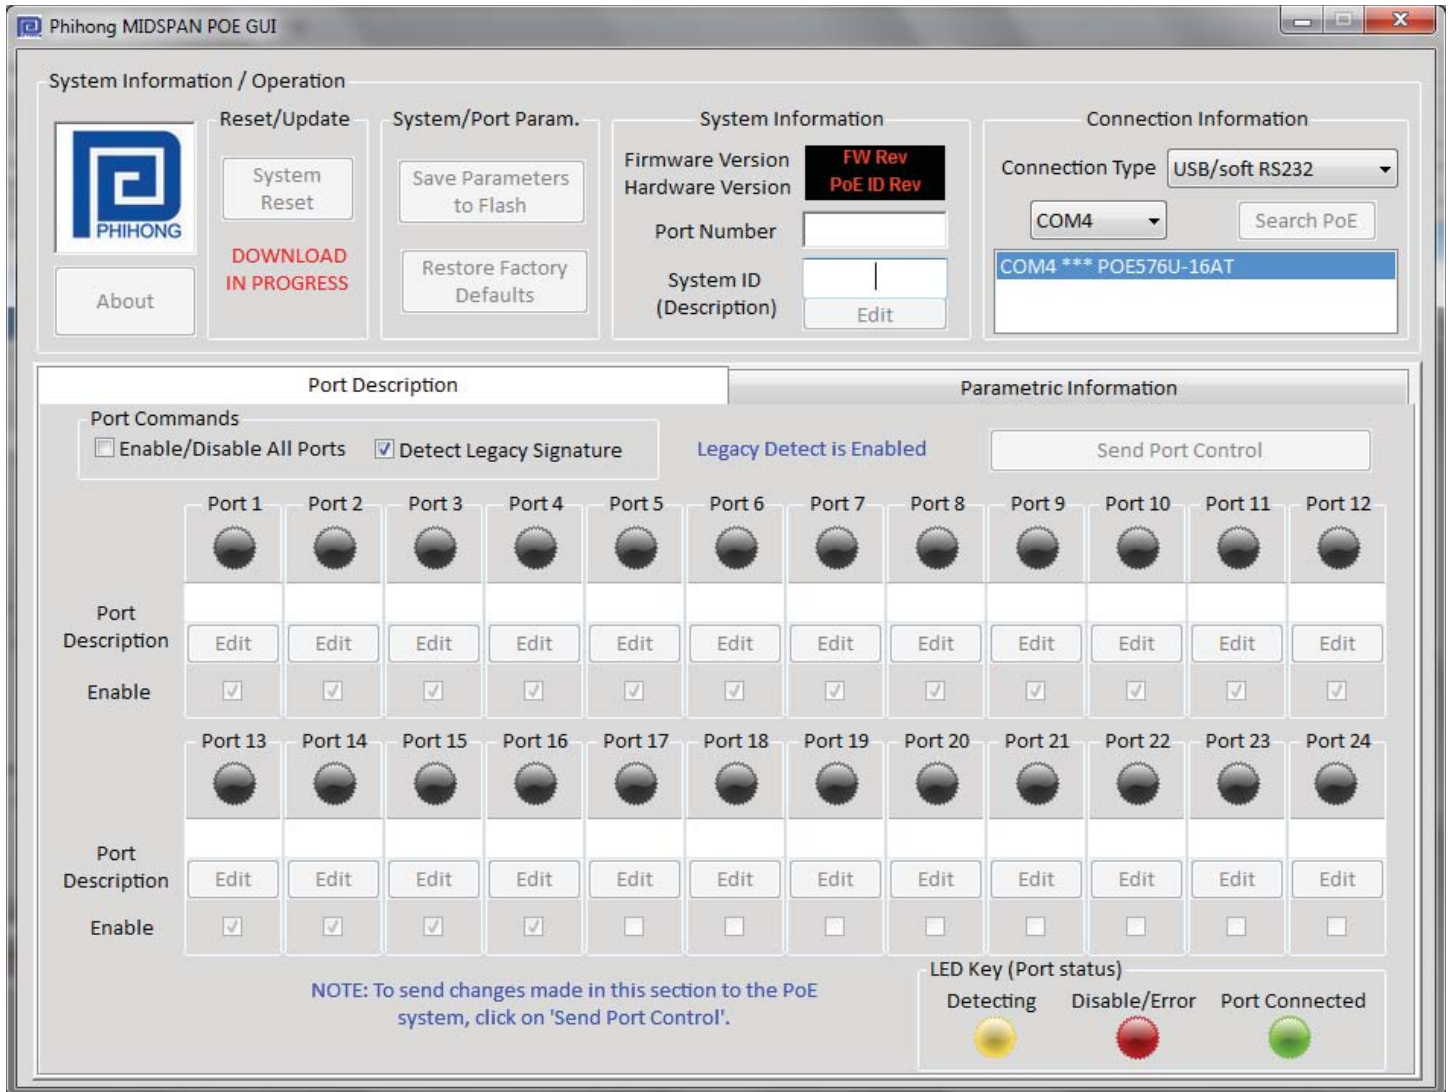 Phihong MIDSPAN POE GUI
System Information / Operation
Reset/Update
System/Port Param.
System Information
Connection Information
PHIHONG
About
System
Reset
DOWNLOAD
IN PROGRESS
Save Parameters
to Flash
Restore Factory
Defaults
Firmware Version
FW Rev
Hardware Version
PoE ID Rev
Port Number
System ID
(Description)
Edit
Connection Type
USB/soft RS232
COM4
Search PoE
COM4 *** POE576U-16AT
Port Description
Parametric Information
Port Commands
Enable/Disable All Ports
Detect Legacy Signature
Legacy Detect is Enabled
Send Port Control
Port 1 Port 2 Port 3 Port 4 Port 5 Port 6 Port 7 Port 8 Port 9 Port 10 Port 11 Port 12
Port
Description
Edit Edit Edit Edit Edit Edit Edit Edit Edit Edit Edit Edit
Enable
Port 13 Port 14 Port 15 Port 16 Port 17 Port 18 Port 19 Port 20 Port 21 Port 22 Port 23 Port 24
Port
Description
Edit Edit Edit Edit Edit Edit Edit Edit Edit Edit Edit Edit
Enable
NOTE: To send changes made in this section to the PoE
system, click on 'Send Port Control'.
LED Key (Port status)
Detecting Disable/Error Port Connected